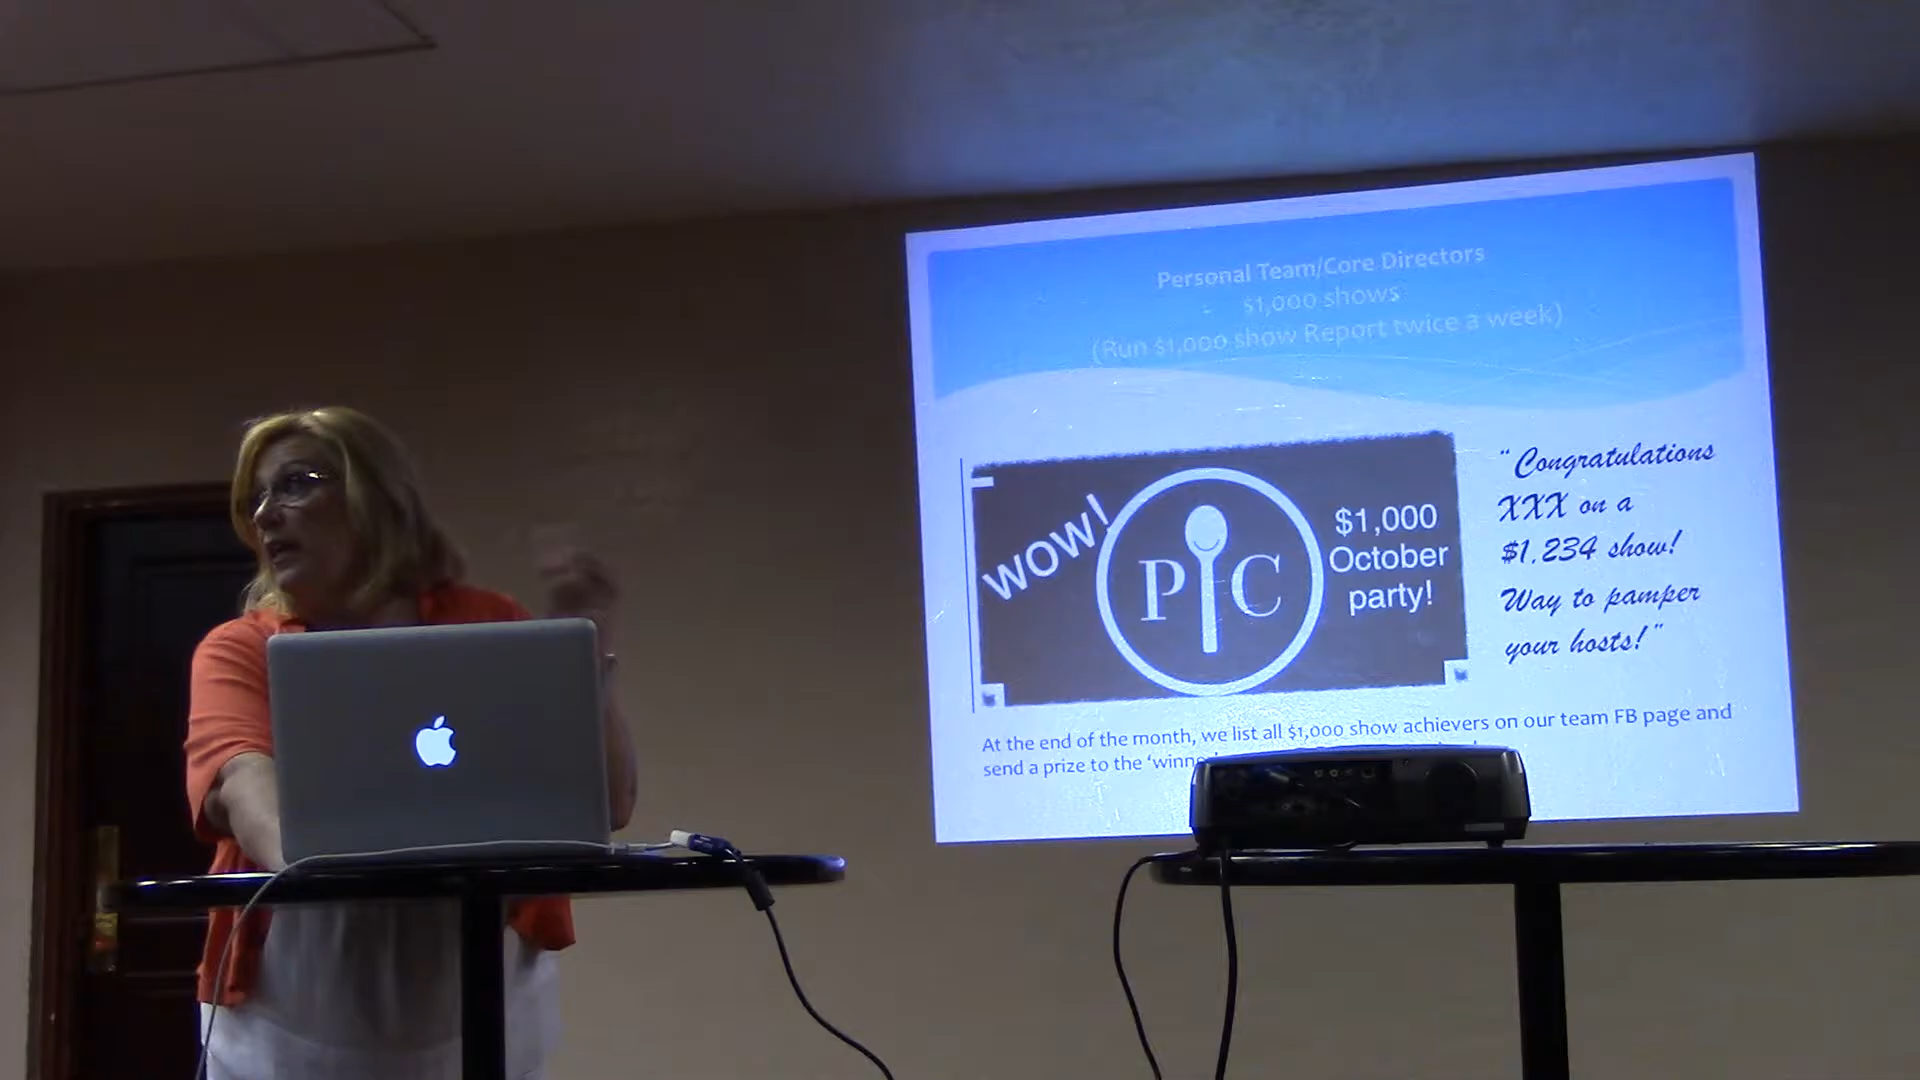 Personal Team/Core Directors
$1,000 shows
(Run $1,000 show Report twice a week)
WOW!
P C
$1,000
October
party!
"Congratulations
XXX on a
$1,234 show!
Way to pamper
your hosts!"
At the end of the month, we list all $1,000 show achievers on our team FB page and
send a prize to the 'winne